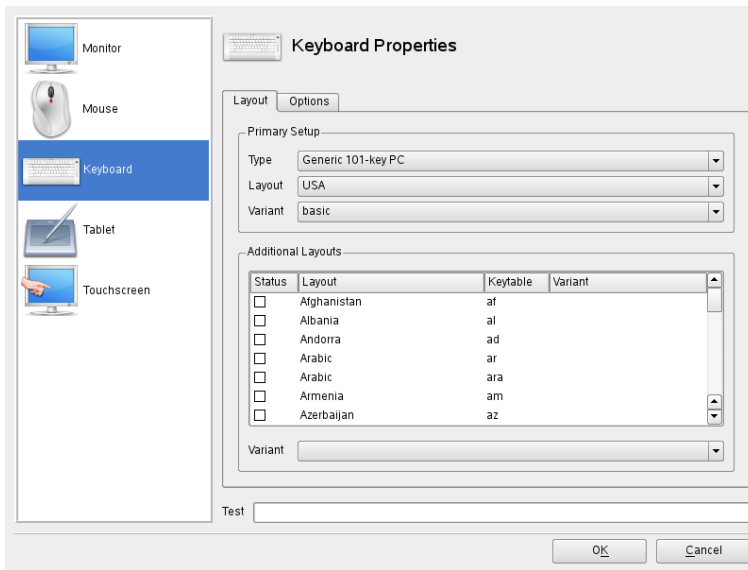 Monitor
Mouse
Keyboard
Tablet
Touchscreen
Keyboard Properties
Layout Options
Primary Setup
Type Generic 101-key PC
Layout USA
Variant basic
Additional Layouts
Status Layout Keytable Variant
Afghanistan af
Albania al
Andorra ad
Arabic ar
Arabic ara
Armenia am
Azerbaijan az
Variant
Test
OK Cancel